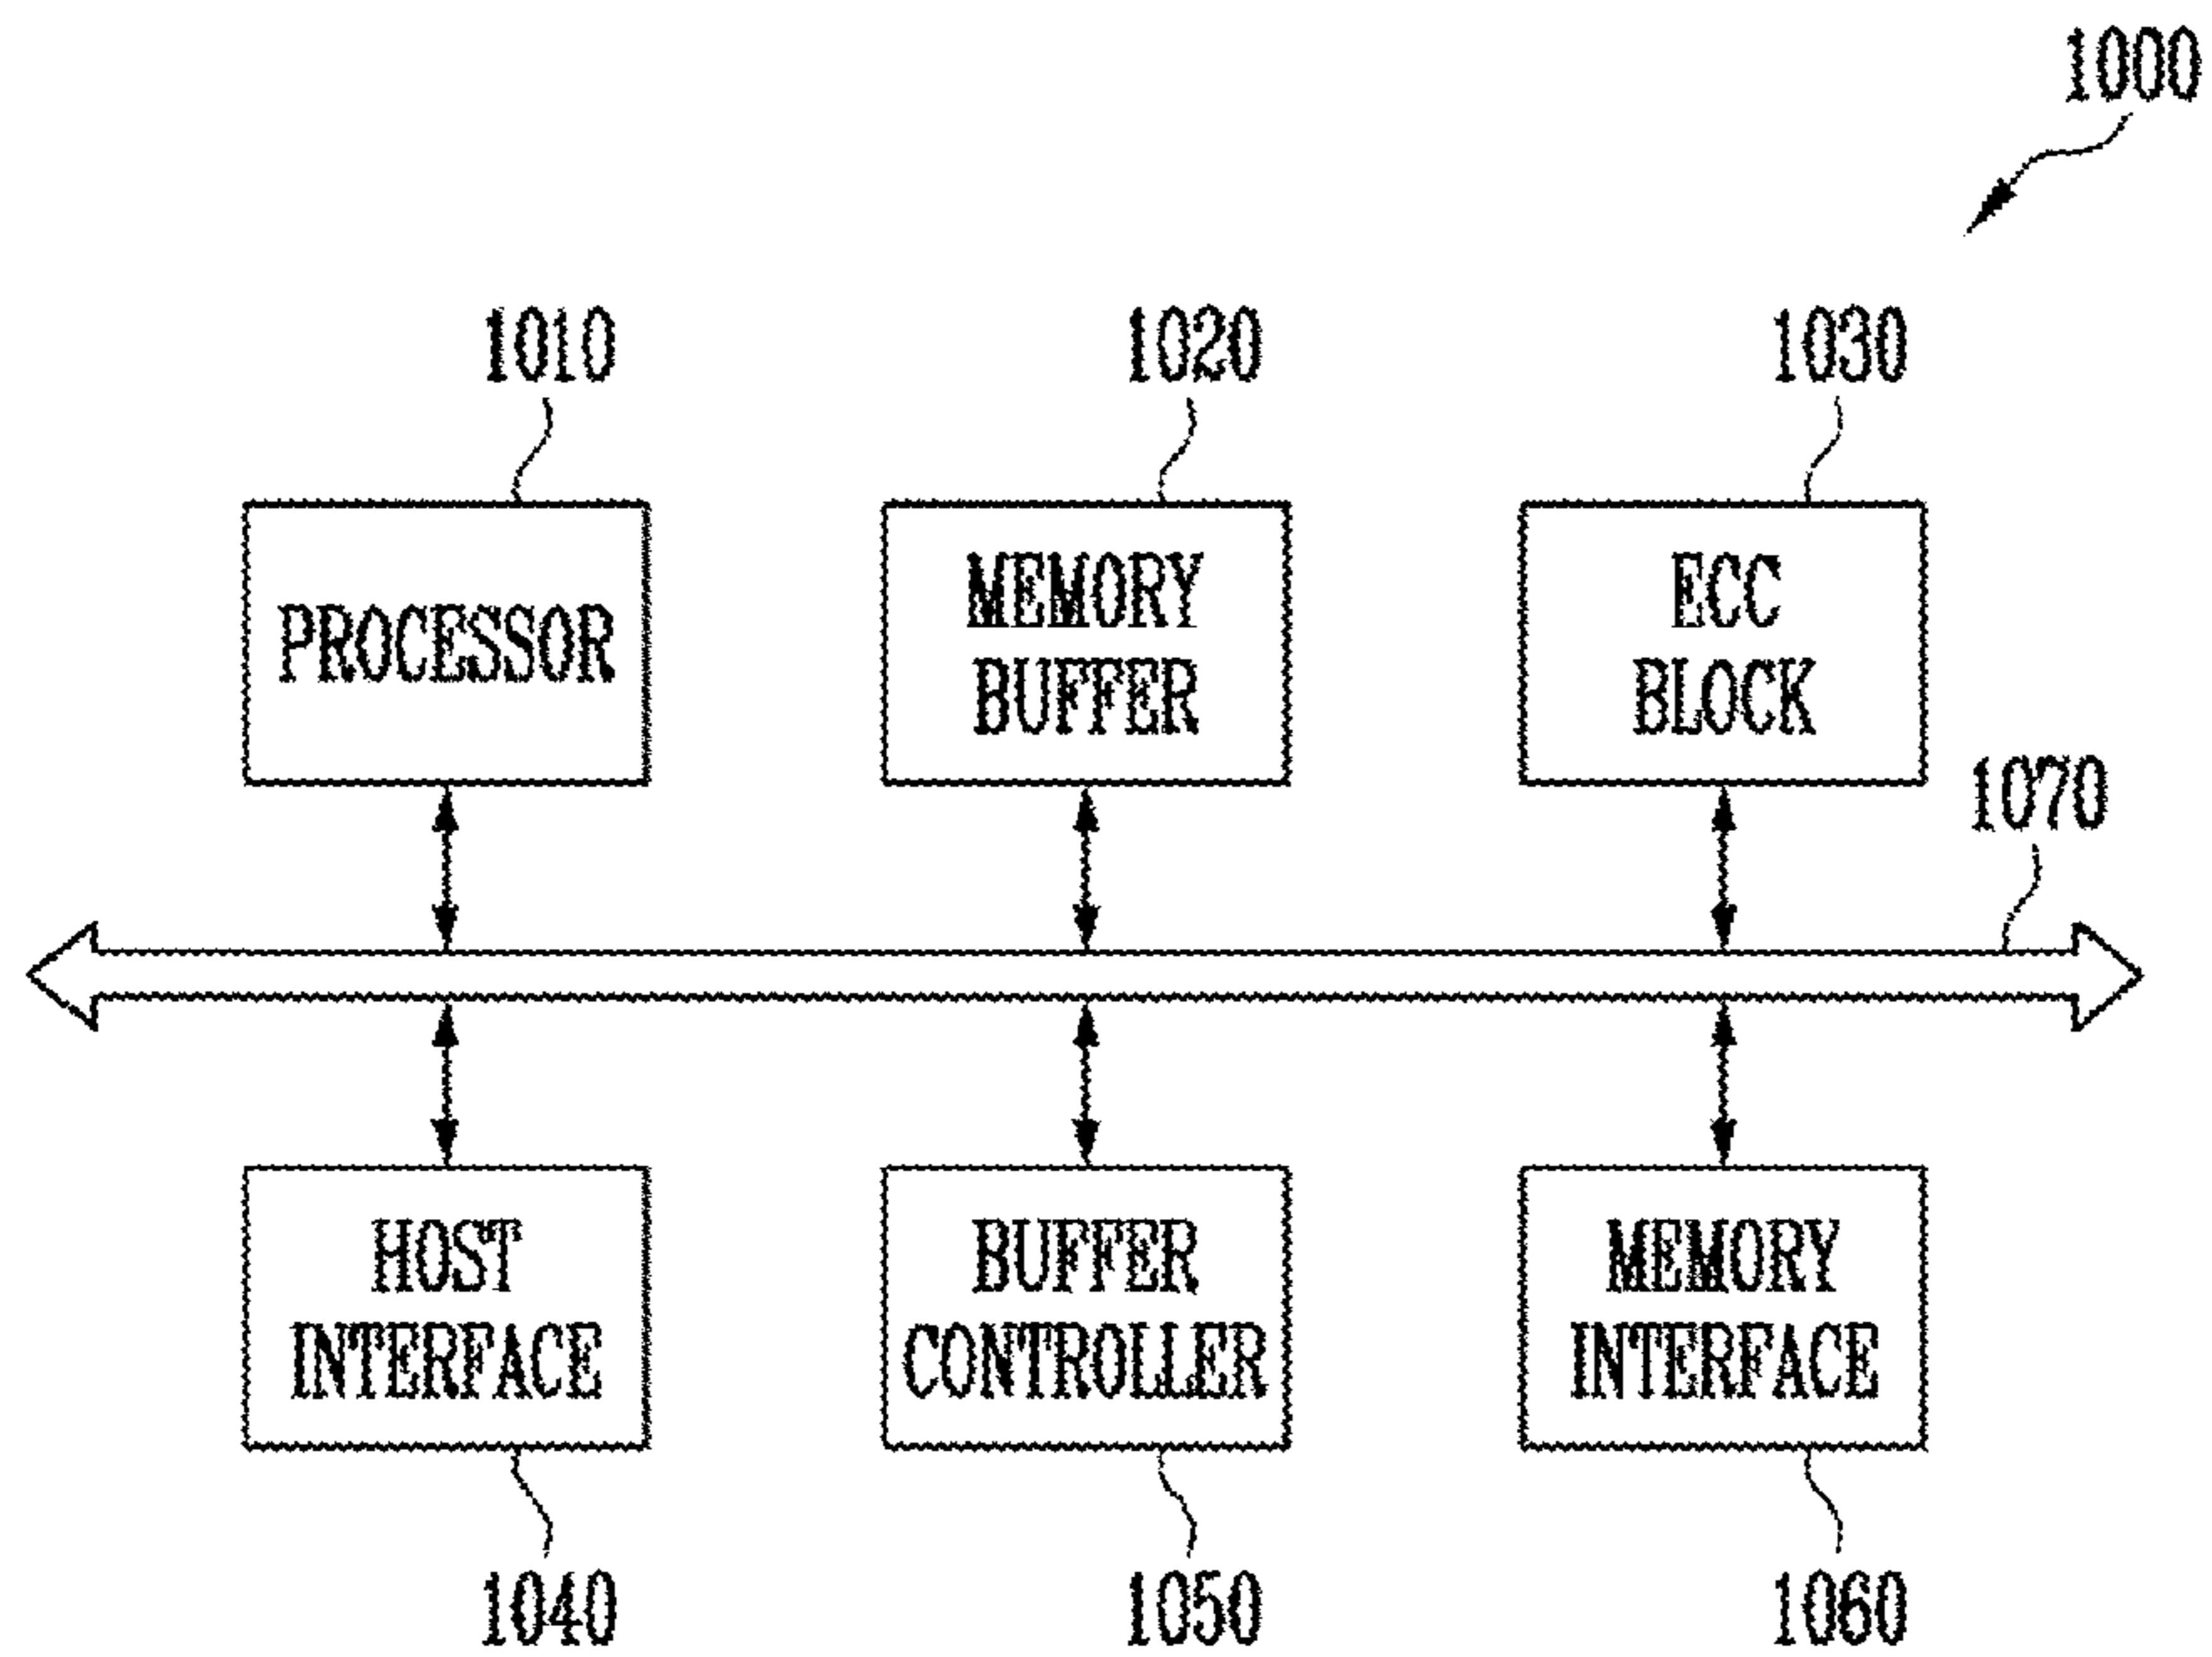 1000
1010
1020
1030
PROCESSOR
MEMORY
BUFFER
ECC
BLOCK
1070
HOST
INTERFACE
BUFFER
CONTROLLER
MEMORY
INTERFACE
1040
1050
1060